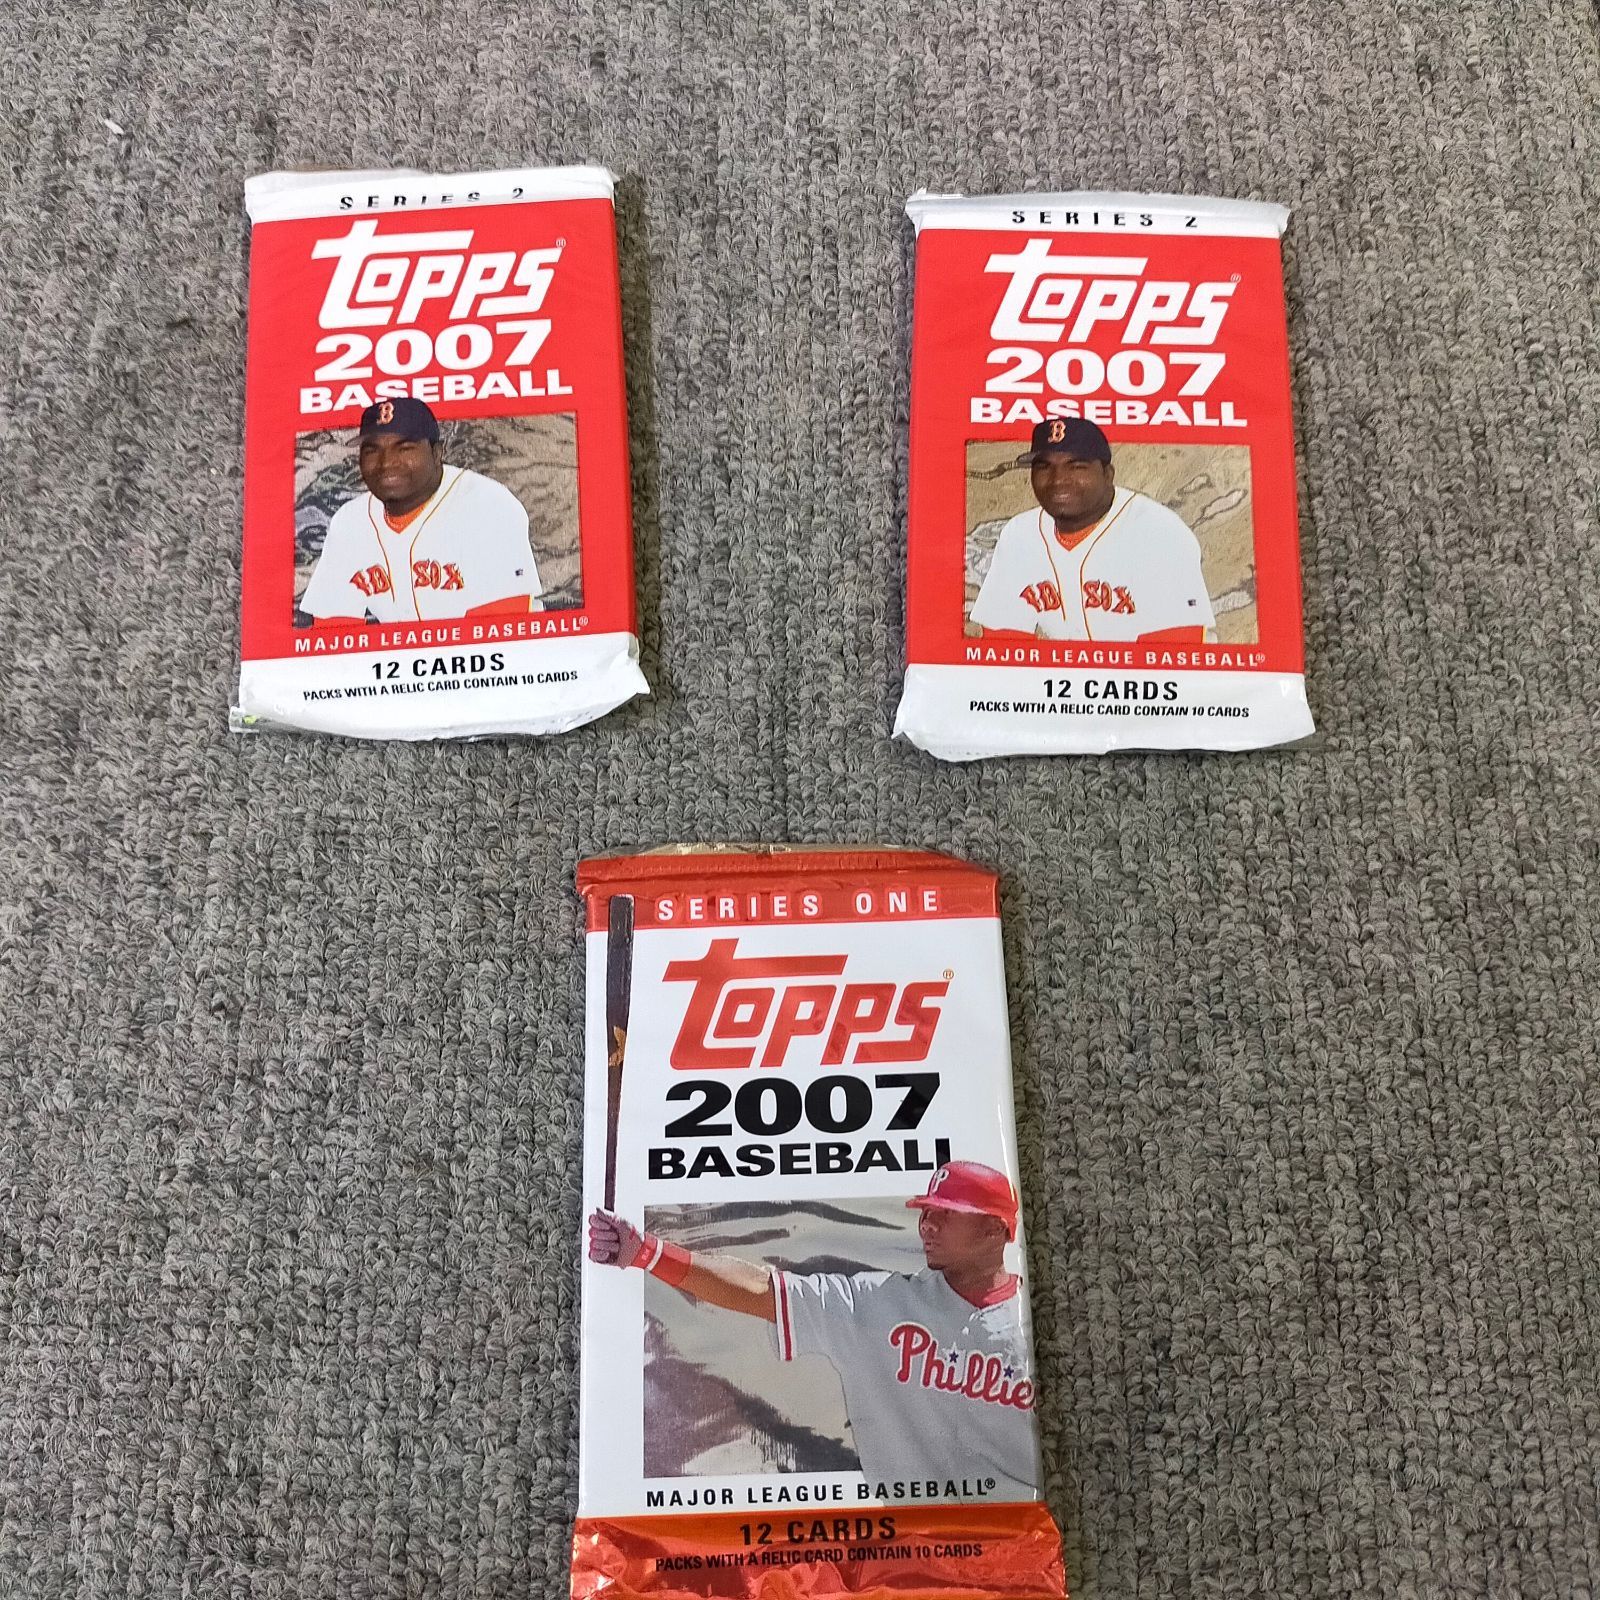 SERIES 2
Topps®
2007
BASEBALL
B
RED SOX
MAJOR LEAGUE BASEBALL®
12 CARDS
PACKS WITH A RELIC CARD CONTAIN 10 CARDS
SERIES 2
Topps®
2007
BASEBALL
B
RED SOX
MAJOR LEAGUE BASEBALL®
12 CARDS
PACKS WITH A RELIC CARD CONTAIN 10 CARDS
SERIES ONE
Topps®
2007
BASEBALL
P
Phillies
MAJOR LEAGUE BASEBALL®
12 CARDS
PACKS WITH A RELIC CARD CONTAIN 10 CARDS